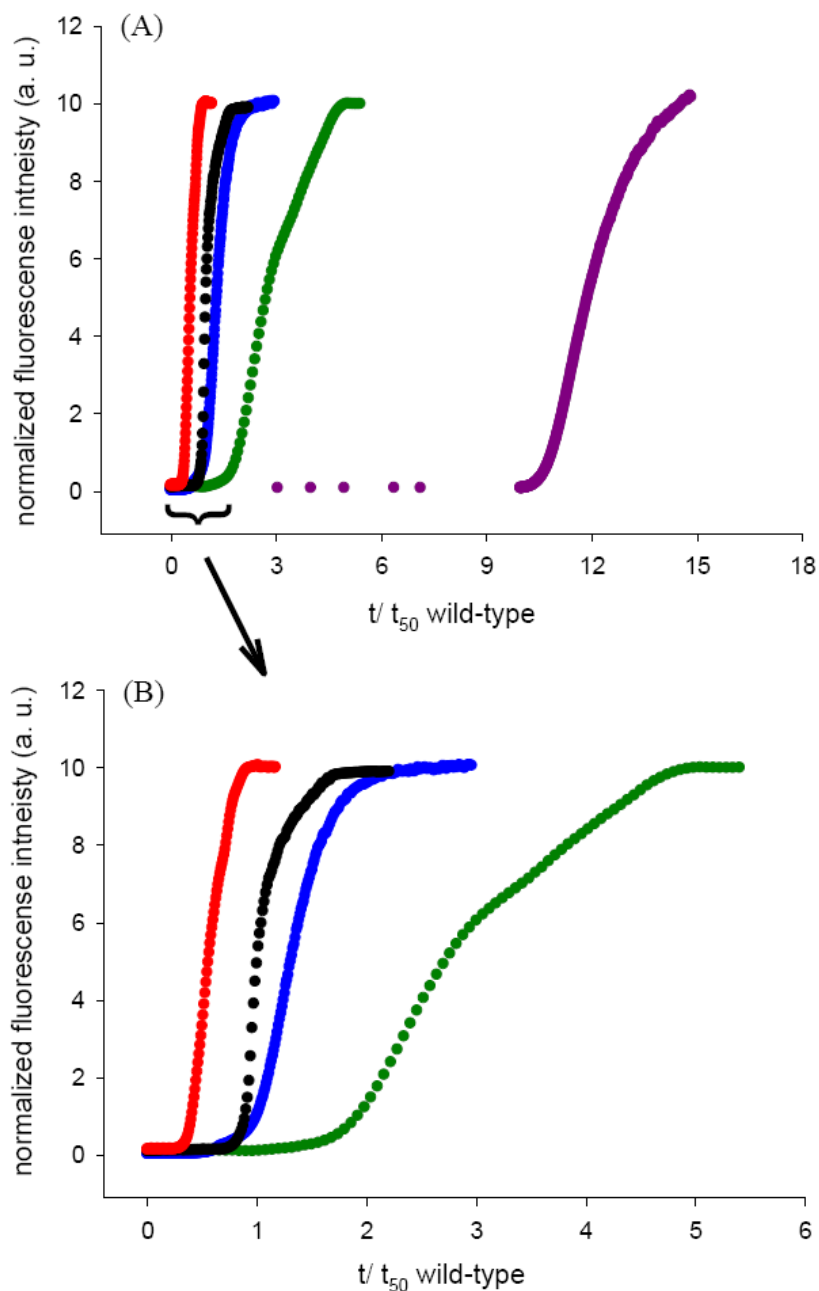 (A)
normalized fluorescense intneisty (a. u.)
12
10
8
6
4
2
0
0 3 6 9 12 15 18
t/ t50 wild-type
(B)
normalized fluorescense intneisty (a. u.)
12
10
8
6
4
2
0
0 1 2 3 4 5 6
t/ t50 wild-type